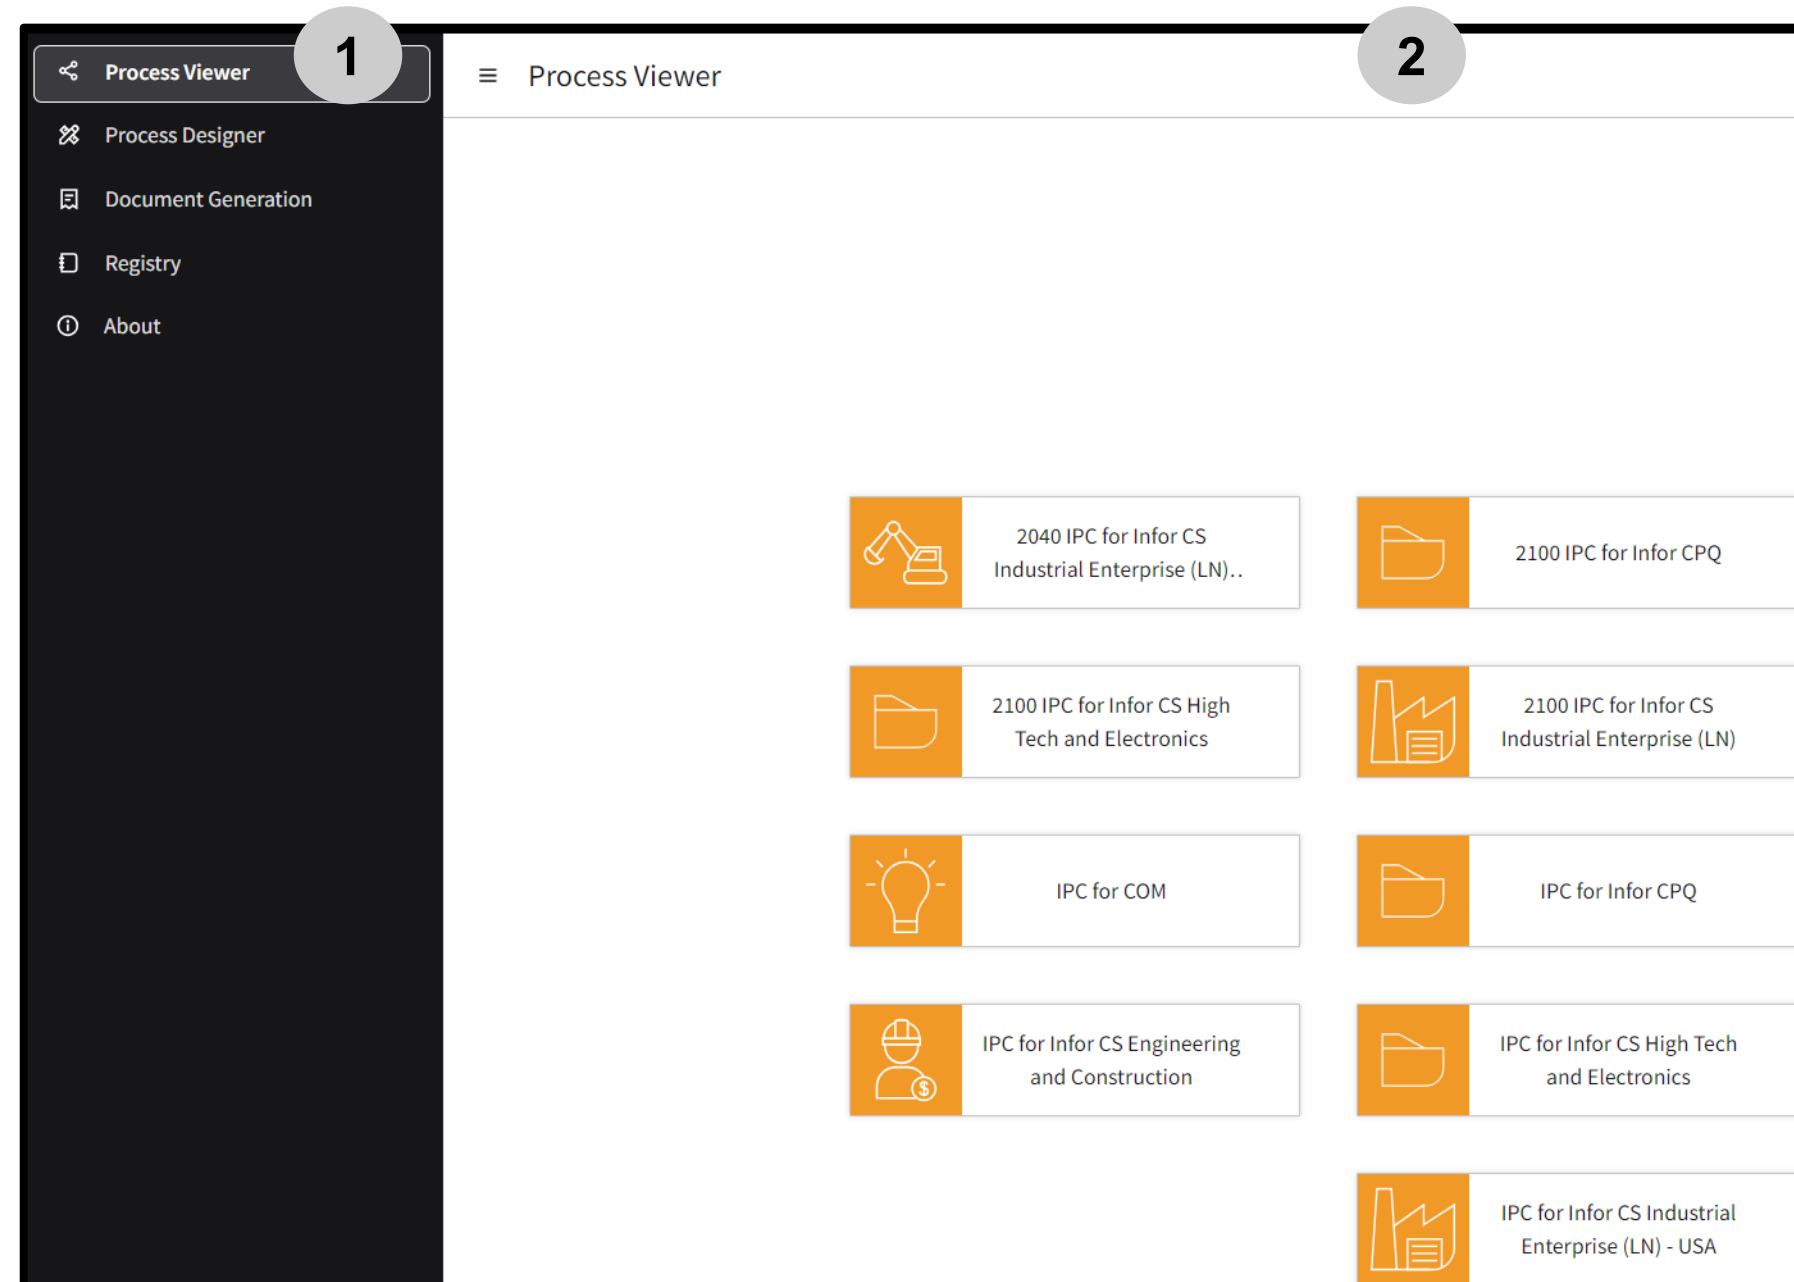 1
Process Viewer
Process Designer
Document Generation
Registry
About
Process Viewer
2
2040 IPC for Infor CS
Industrial Enterprise (LN)..
2100 IPC for Infor CPQ
2100 IPC for Infor CS High
Tech and Electronics
2100 IPC for Infor CS
Industrial Enterprise (LN)
IPC for COM
IPC for Infor CPQ
IPC for Infor CS Engineering
and Construction
$
IPC for Infor CS High Tech
and Electronics
IPC for Infor CS Industrial
Enterprise (LN) - USA